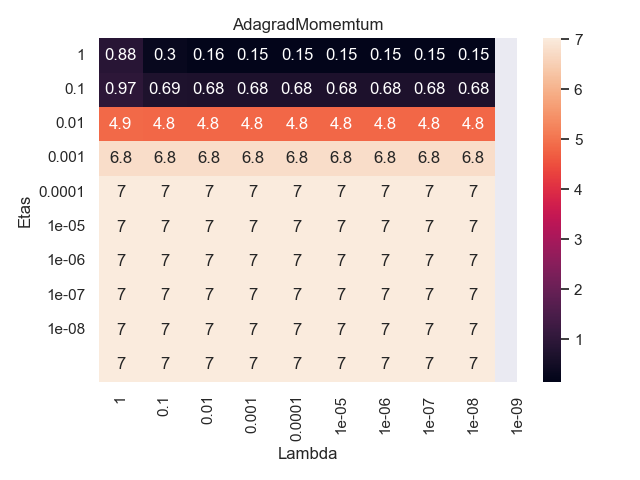 AdagradMomemtum
1 0.88 0.3 0.16 0.15 0.15 0.15 0.15 0.15 0.15
0.1 0.97 0.69 0.68 0.68 0.68 0.68 0.68 0.68 0.68
0.01 4.9 4.8 4.8 4.8 4.8 4.8 4.8 4.8 4.8
0.001 6.8 6.8 6.8 6.8 6.8 6.8 6.8 6.8 6.8
0.0001 7 7 7 7 7 7 7 7 7
1e-05 7 7 7 7 7 7 7 7 7
1e-06 7 7 7 7 7 7 7 7 7
1e-07 7 7 7 7 7 7 7 7 7
1e-08 7 7 7 7 7 7 7 7 7
7 7 7 7 7 7 7 7 7
Etas
1 0.1 0.01 0.001 0.0001 1e-05 1e-06 1e-07 1e-08 1e-09
Lambda
7
6
5
4
3
2
1